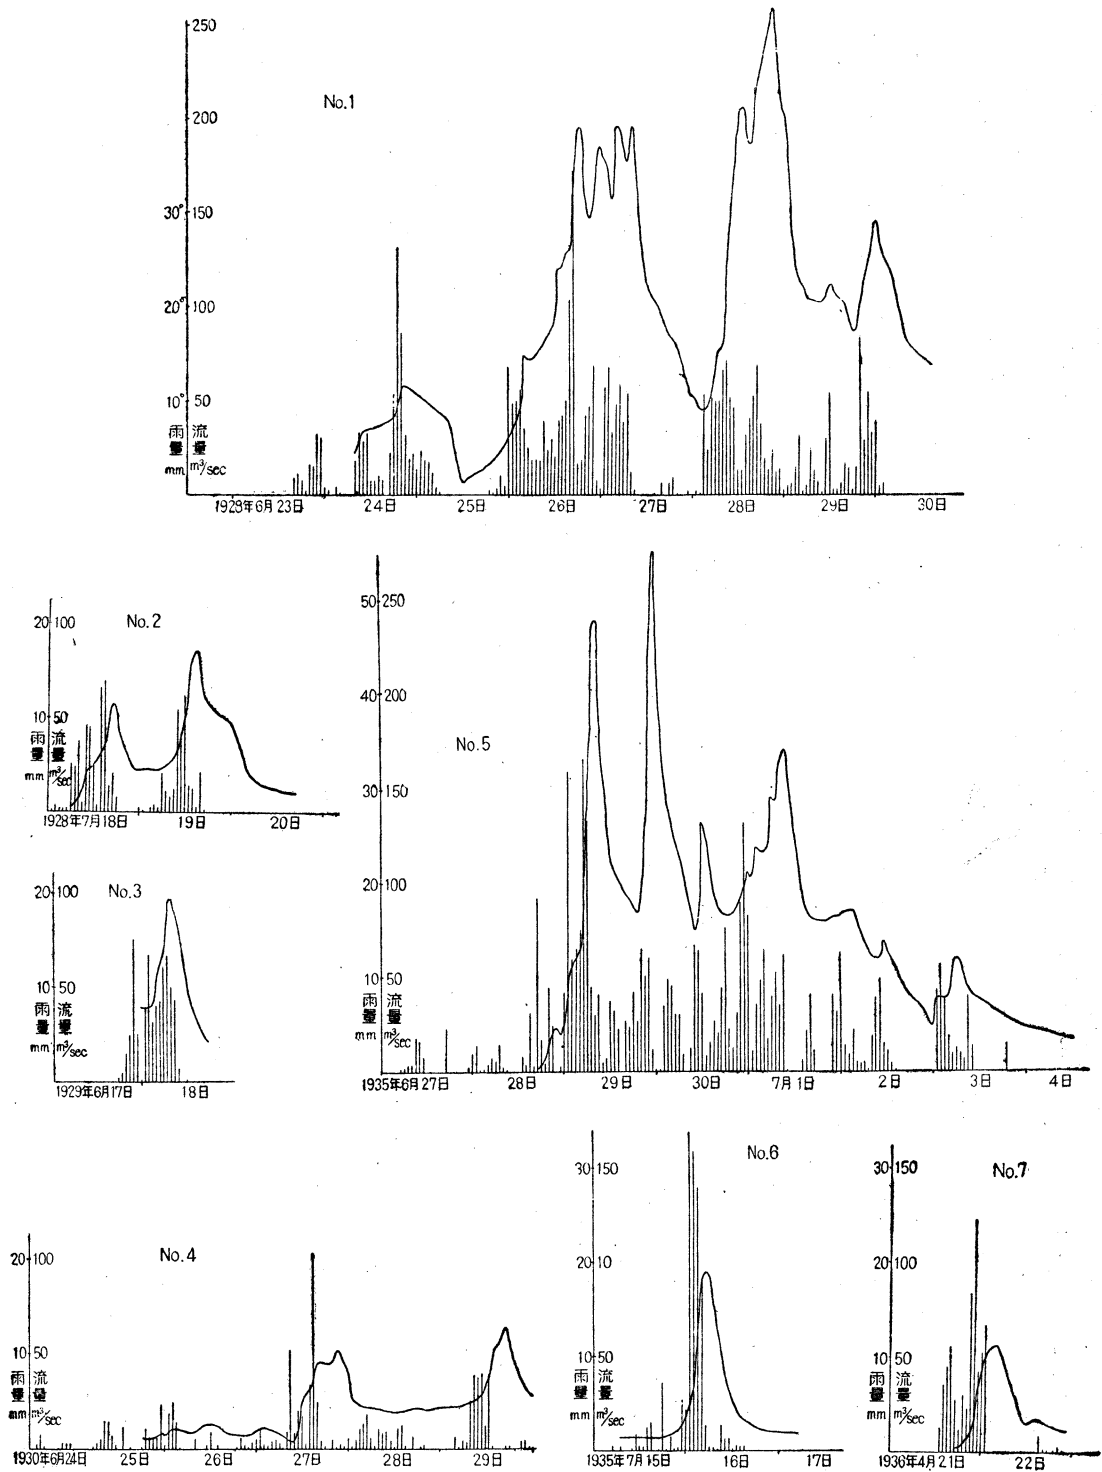 No.1
250
200
30° 150
20° 100
10° 50
雨量 流量
mm m³/sec
1928年6月23日 24日 25日 26日 27日 28日 29日 30日
No.2
20 100
10 50
雨量 流量
mm m³/sec
1928年7月18日 19日 20日
No.3
20 100
10 50
雨量 流量
mm m³/sec
1929年6月17日 18日
No.5
50 250
40 200
30 150
20 100
10 50
雨量 流量
mm m³/sec
1935年6月27日 28日 29日 30日 7月1日 2日 3日 4日
No.4
20 100
10 50
雨量 流量
mm m³/sec
1930年6月24日 25日 26日 27日 28日 29日
No.6
30 150
20 10
10 50
雨量 流量
mm m³/sec
1935年7月15日 16日 17日
No.7
30 150
20 100
10 50
雨量 流量
mm m³/sec
1936年4月21日 22日